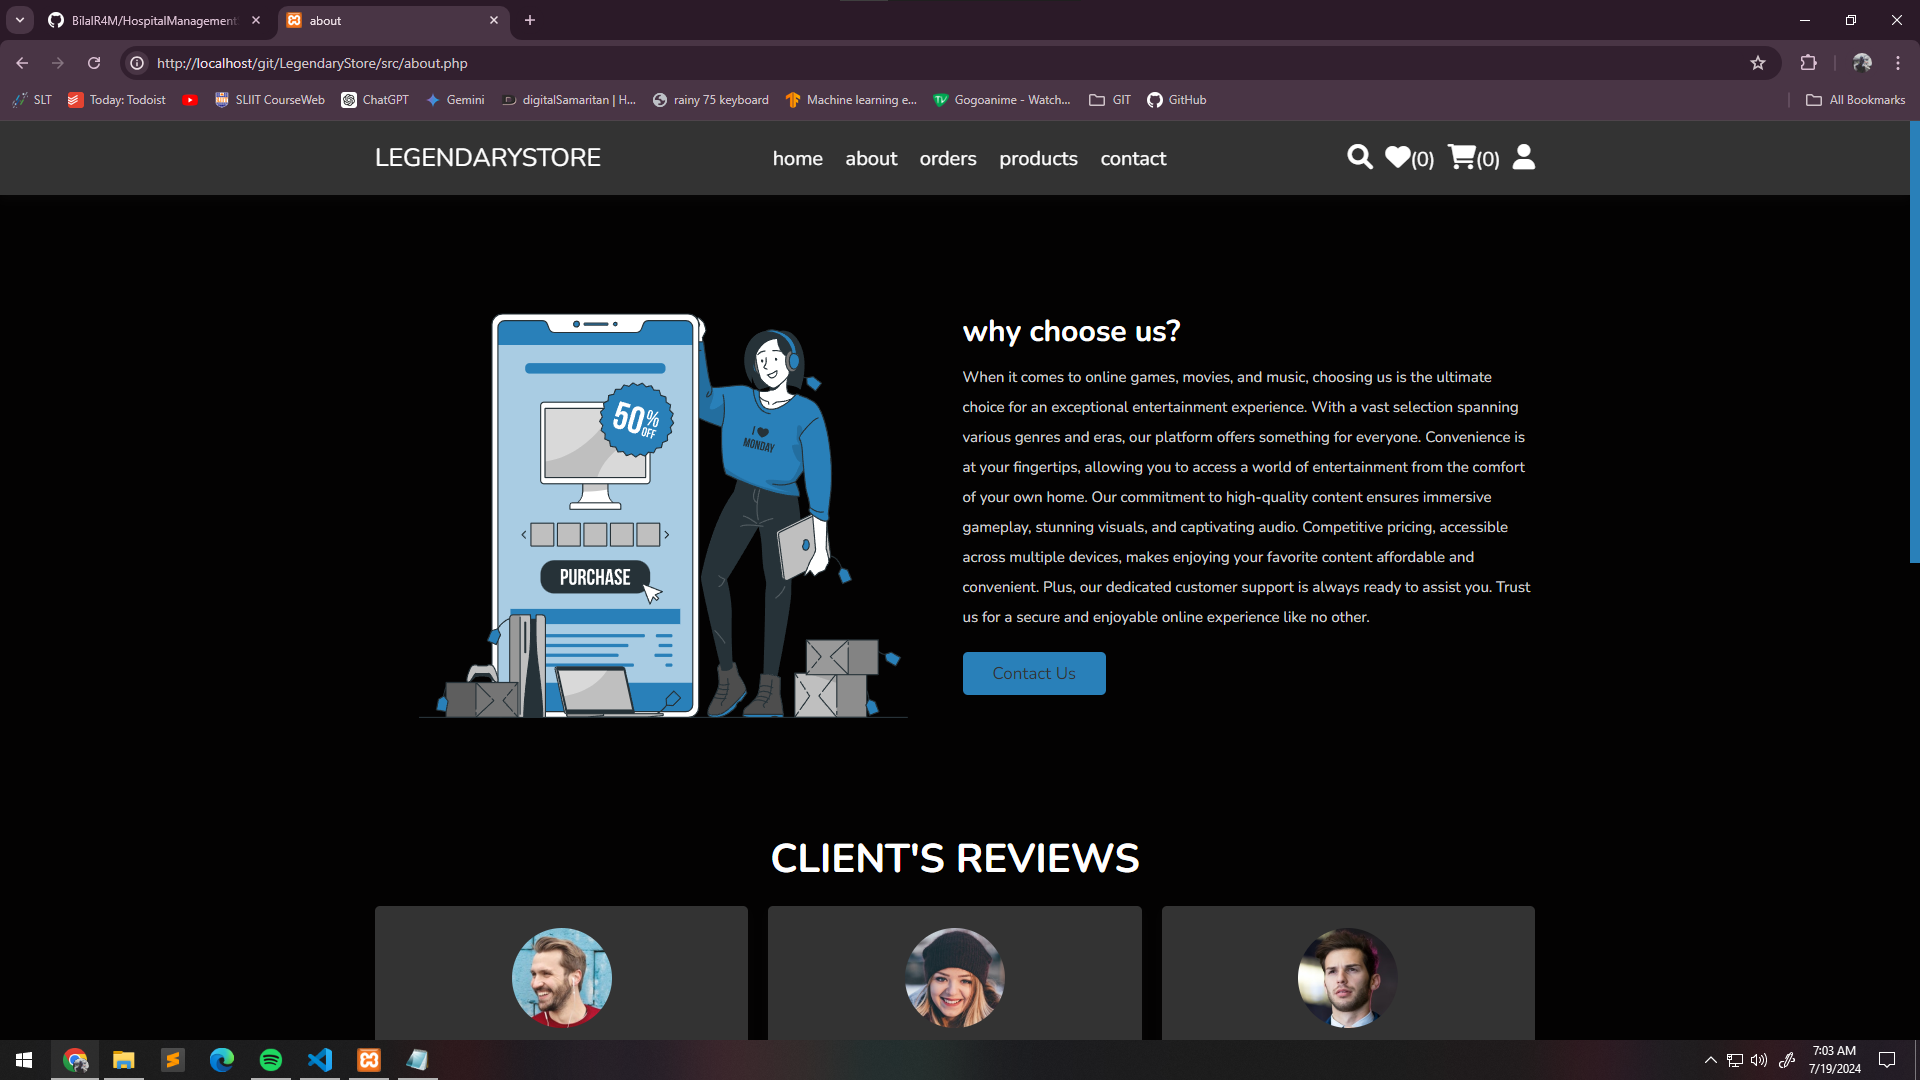 BilalR4M/HospitalManagement
about
http://localhost/git/LegendaryStore/src/about.php
SLT
Today: Todoist
SLIIT CourseWeb
ChatGPT
Gemini
digitalSamaritan | H...
rainy 75 keyboard
Machine learning e...
Gogoanime - Watch...
GIT
GitHub
All Bookmarks
LEGENDARYSTORE
home about orders products contact
(0) (0)
50% OFF
I MONDAY
PURCHASE
why choose us?
When it comes to online games, movies, and music, choosing us is the ultimate
choice for an exceptional entertainment experience. With a vast selection spanning
various genres and eras, our platform offers something for everyone. Convenience is
at your fingertips, allowing you to access a world of entertainment from the comfort
of your own home. Our commitment to high-quality content ensures immersive
gameplay, stunning visuals, and captivating audio. Competitive pricing, accessible
across multiple devices, makes enjoying your favorite content affordable and
convenient. Plus, our dedicated customer support is always ready to assist you. Trust
us for a secure and enjoyable online experience like no other.
Contact Us
CLIENT'S REVIEWS
7:03 AM
7/19/2024